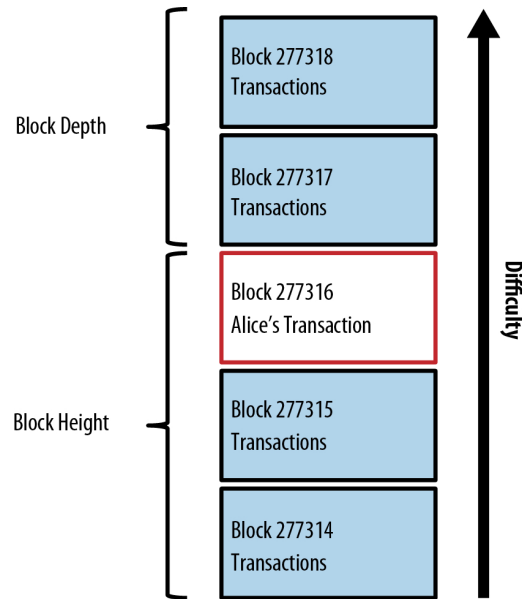 Block 277318
Transactions
Block Depth
Block 277317
Transactions
Block 277316
Alice's Transaction
Difficulty
Block Height
Block 277315
Transactions
Block 277314
Transactions